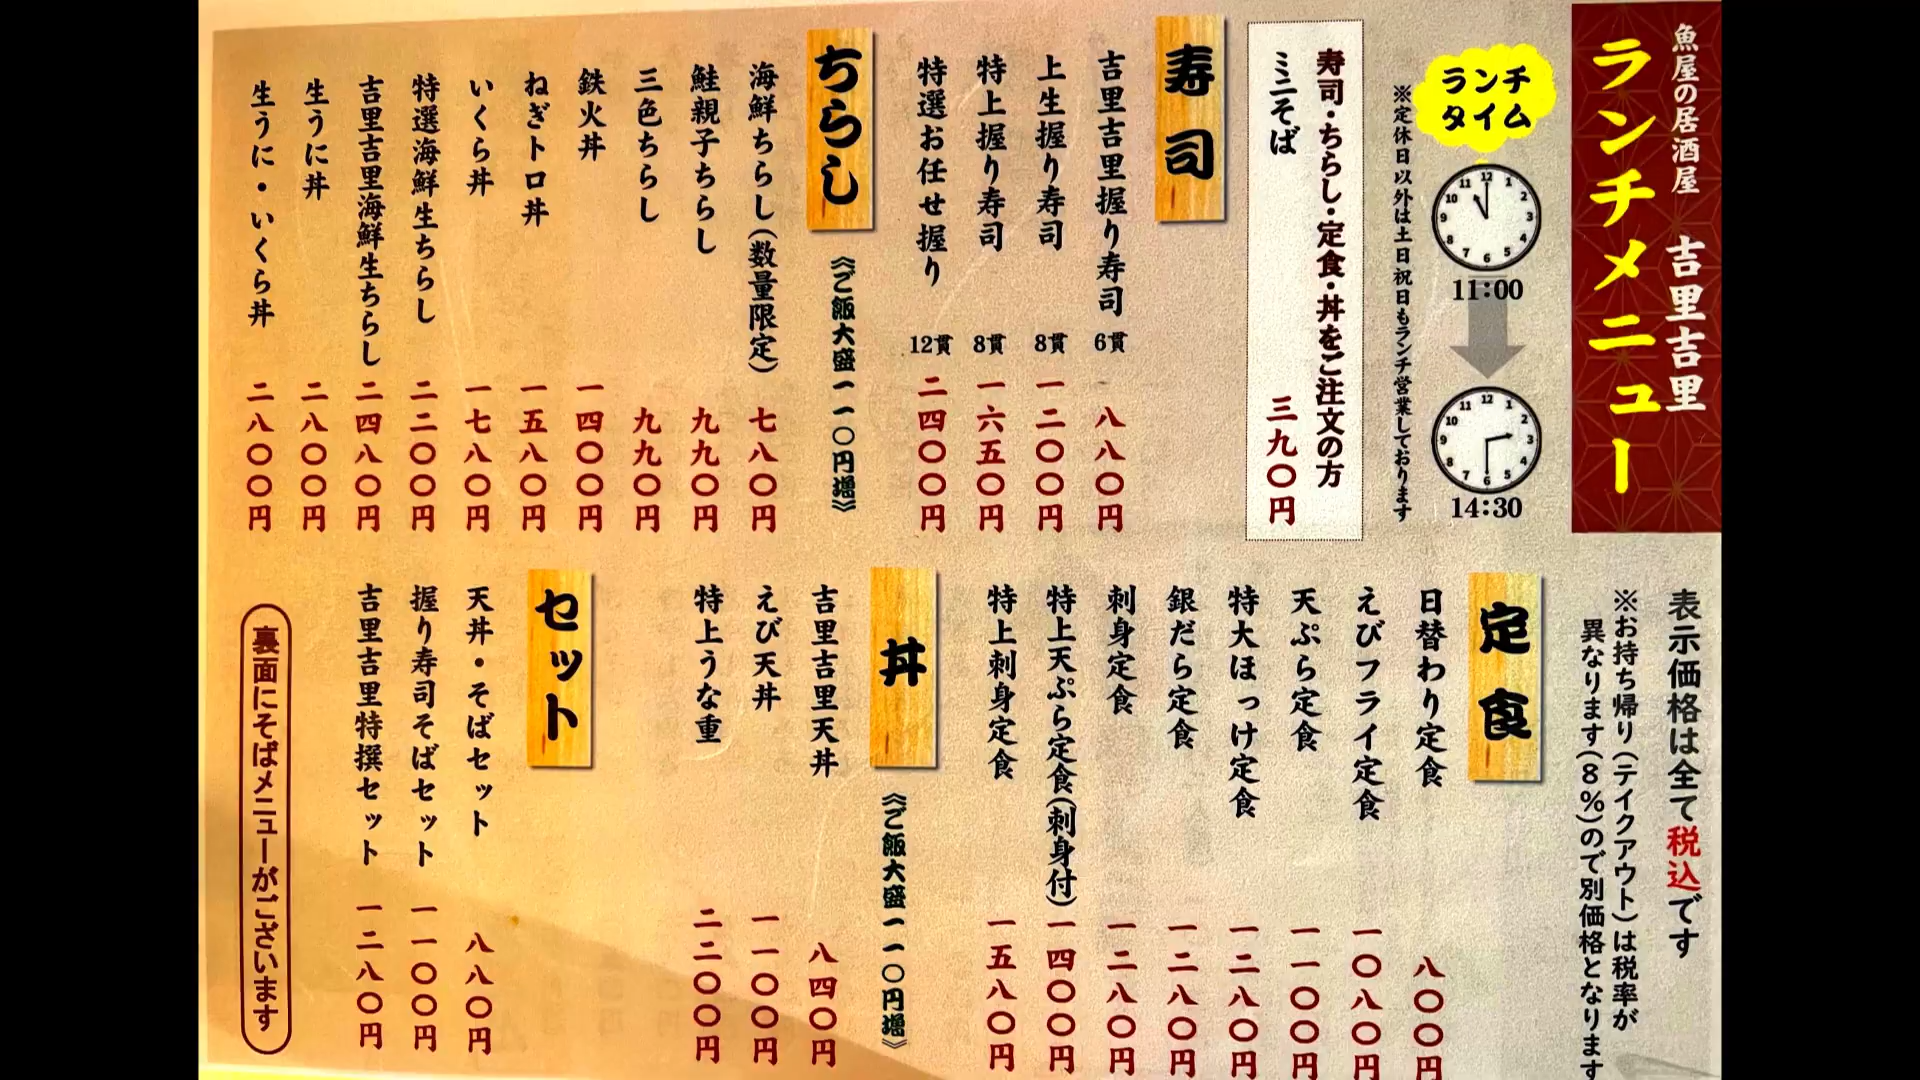 魚屋の居酒屋 吉里吉里
ランチメニュー
ランチ
タイム
11:00
14:30
※定休日以外は土日祝日もランチ営業しております
寿司・ちらし・定食・丼をご注文の方
ミニそば 三九〇円
寿司
吉里吉里握り寿司 6貫 八八〇円
上生握り寿司 8貫 一二〇〇円
特上握り寿司 8貫 一六五〇円
特選お任せ握り 12貫 二四〇〇円
ちらし
《ご飯大盛一一〇円増》
海鮮ちらし(数量限定) 七八〇円
鮭親子ちらし 九九〇円
三色ちらし 九九〇円
鉄火丼 一四〇〇円
ねぎトロ丼 一五八〇円
いくら丼 一七八〇円
特選海鮮生ちらし 二二〇〇円
吉里吉里海鮮生ちらし 二四八〇円
生うに丼 二八〇〇円
生うに・いくら丼 二八〇〇円
表示価格は全て税込です
※お持ち帰り(テイクアウト)は税率が
異なります(8%)ので別価格となります
定食
日替わり定食 八〇〇円
えびフライ定食 一〇八〇円
天ぷら定食 一一〇〇円
特大ほっけ定食 一二八〇円
銀だら定食 一二八〇円
刺身定食 一二八〇円
特上天ぷら定食(刺身付) 一四〇〇円
特上刺身定食 一五八〇円
丼
《ご飯大盛一一〇円増》
吉里吉里天丼 八四〇円
えび天丼 一一〇〇円
特上うな重 二二〇〇円
セット
天丼・そばセット 八八〇円
握り寿司そばセット 一一〇〇円
吉里吉里特撰セット 一二八〇円
裏面にそばメニューがございます